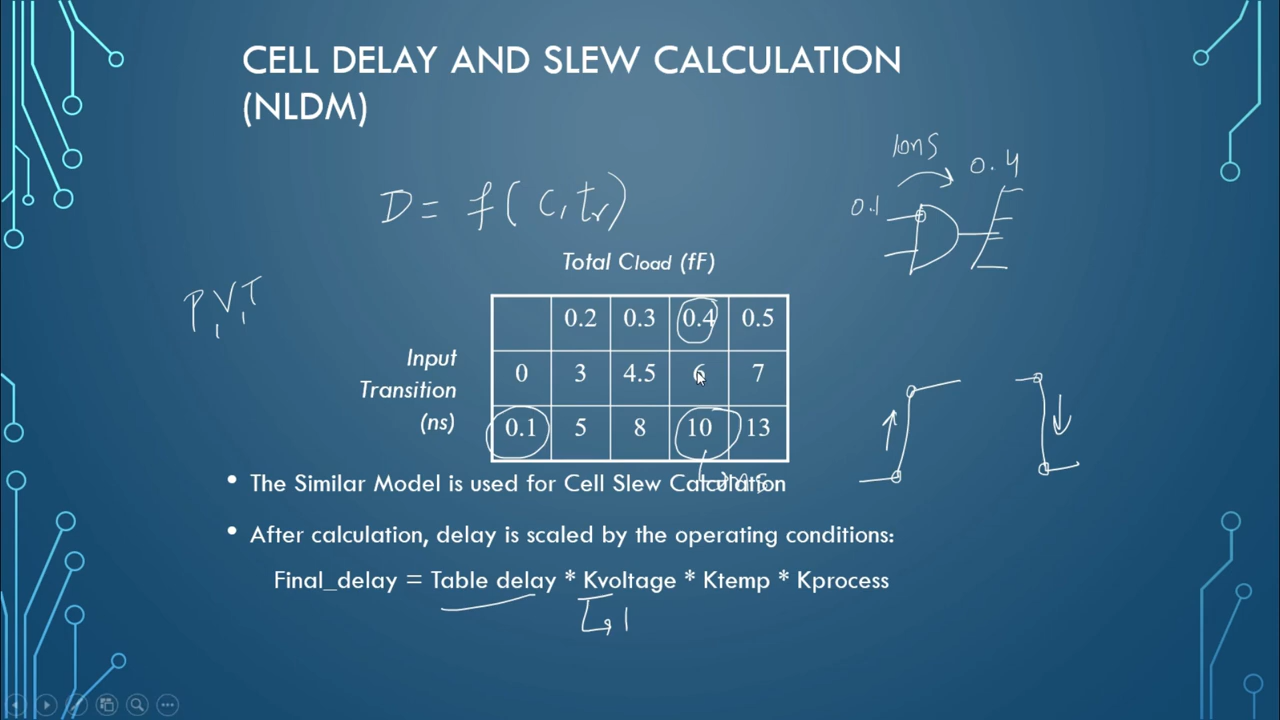 CELL DELAY AND SLEW CALCULATION
(NLDM)
10nS
0.4
0.1
D = f(C, tr)
P, V, T
Total Cload (fF)
0.2 0.3 0.4 0.5
Input
Transition
(ns)
0 3 4.5 6 7
0.1 5 8 10 13
• The Similar Model is used for Cell Slew Calculation
• After calculation, delay is scaled by the operating conditions:
Final_delay = Table delay * Kvoltage * Ktemp * Kprocess
1